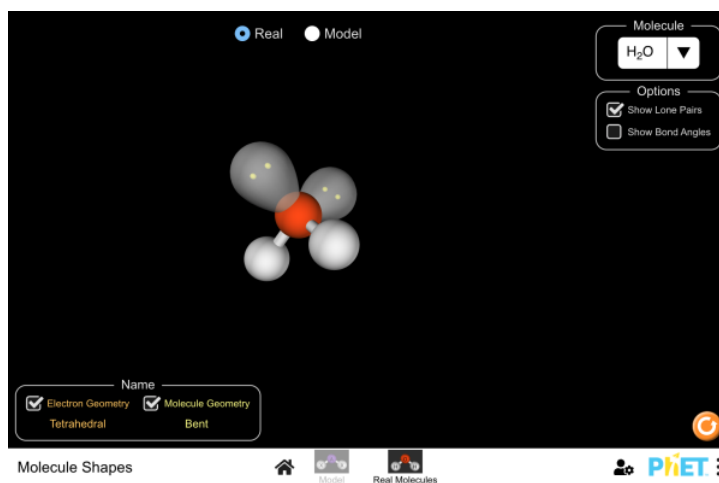 Real
Model
Molecule
H₂O
Options
Show Lone Pairs
Show Bond Angles
Name
Electron Geometry
Molecule Geometry
Tetrahedral
Bent
Molecule Shapes
Model
Real Molecules
PhET